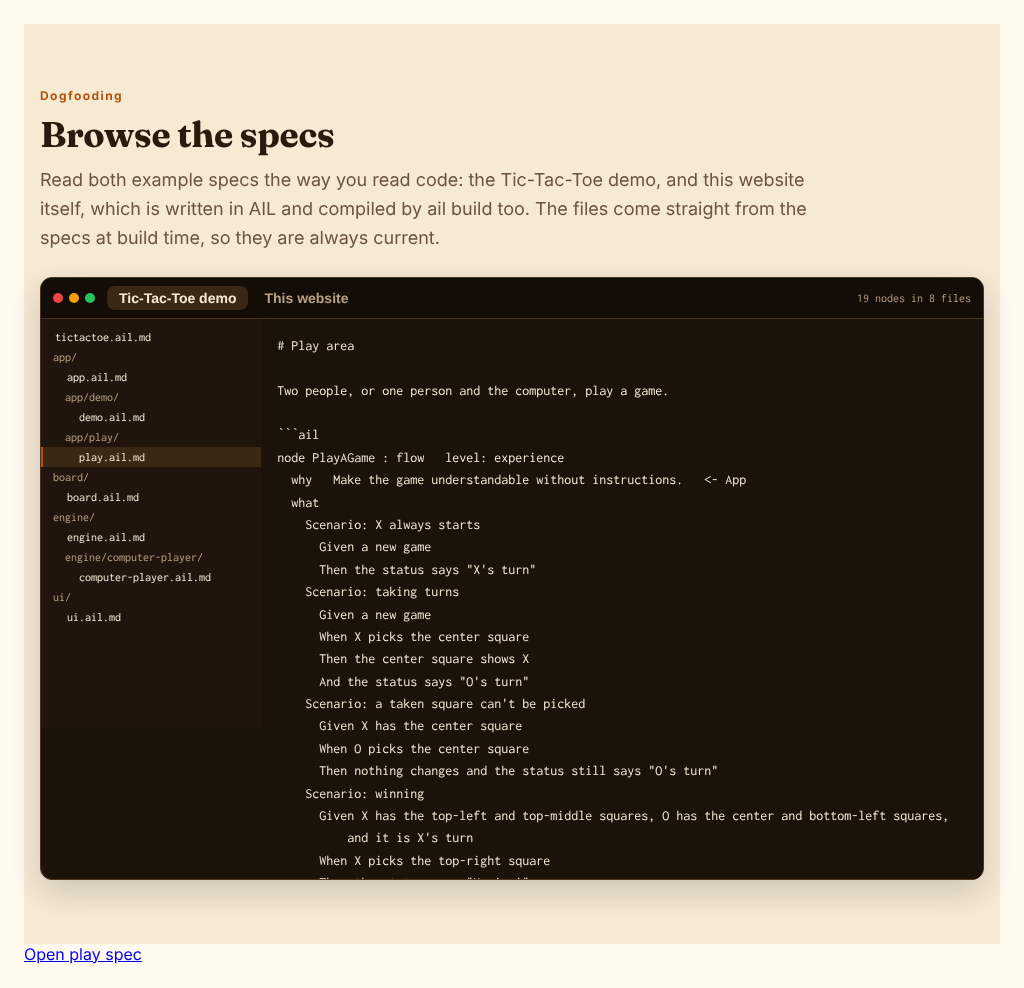 Dogfooding
Browse the specs
Read both example specs the way you read code: the Tic-Tac-Toe demo, and this website
itself, which is written in AIL and compiled by ail build too. The files come straight from the
specs at build time, so they are always current.
Tic-Tac-Toe demo
This website
19 nodes in 8 files
tictactoe.ail.md
app/
app.ail.md
app/demo/
demo.ail.md
app/play/
play.ail.md
board/
board.ail.md
engine/
engine.ail.md
engine/computer-player/
computer-player.ail.md
ui/
ui.ail.md
# Play area
Two people, or one person and the computer, play a game.
```ail
node PlayAGame : flow   level: experience
  why   Make the game understandable without instructions.   <- App
  what
    Scenario: X always starts
      Given a new game
      Then the status says "X's turn"
    Scenario: taking turns
      Given a new game
      When X picks the center square
      Then the center square shows X
      And the status says "O's turn"
    Scenario: a taken square can't be picked
      Given X has the center square
      When O picks the center square
      Then nothing changes and the status still says "O's turn"
    Scenario: winning
      Given X has the top-left and top-middle squares, O has the center and bottom-left squares,
          and it is X's turn
      When X picks the top-right square
Open play spec